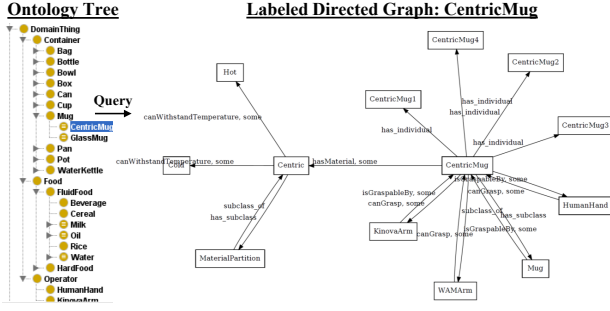 Ontology Tree
DomainThing
Container
Bag
Bottle
Bowl
Box
Can
Cup
Mug
CentricMug
GlassMug
Pan
Pot
WaterKettle
Food
FluidFood
Beverage
Cereal
Milk
Oil
Rice
Water
HardFood
Operator
HumanHand
KinovaArm
Query
Labeled Directed Graph: CentricMug
CentricMug4
CentricMug2
Hot
CentricMug1
has_individual
canWithstandTemperature, some
has_individual
CentricMug3
has_individual
canWithstandTemperature, some
Cold
Centric
hasMaterial, some
CentricMug
isGraspableBy, some
canGrasp, some
isGraspableBy, some
canGrasp, some
HumanHand
subclass_of
has_subclass
subclass_of
has_subclass
KinovaArm
canGrasp, some
isGraspableBy, some
MaterialPartition
Mug
WAMArm